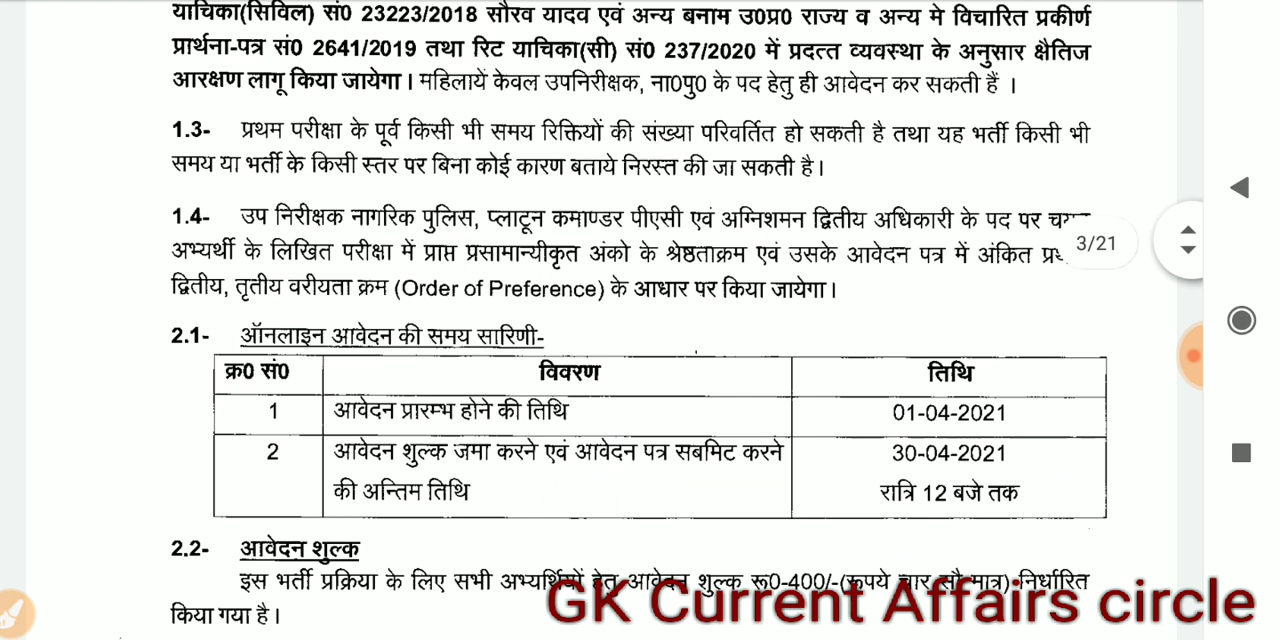 याचिका(सिविल) सं0 23223/2018 सौरव यादव एवं अन्य बनाम उ0प्र0 राज्य व अन्य मे विचारित प्रकीर्ण
प्रार्थना-पत्र सं0 2641/2019 तथा रिट याचिका(सी) सं0 237/2020 में प्रदत्त व्यवस्था के अनुसार क्षैतिज
आरक्षण लागू किया जायेगा। महिलायें केवल उपनिरीक्षक, ना0पु0 के पद हेतु ही आवेदन कर सकती हैं ।
1.3- प्रथम परीक्षा के पूर्व किसी भी समय रिक्तियों की संख्या परिवर्तित हो सकती है तथा यह भर्ती किसी भी
समय या भर्ती के किसी स्तर पर बिना कोई कारण बताये निरस्त की जा सकती है।
1.4- उप निरीक्षक नागरिक पुलिस, प्लाटून कमाण्डर पीएसी एवं अग्निशमन द्वितीय अधिकारी के पद पर
अभ्यर्थी के लिखित परीक्षा में प्राप्त प्रसामान्यीकृत अंको के श्रेष्ठताक्रम एवं उसके आवेदन पत्र में अंकित
3/21
द्वितीय, तृतीय वरीयता क्रम (Order of Preference) के आधार पर किया जायेगा।
2.1- ऑनलाइन आवेदन की समय सारिणी-
क्र0 सं0 विवरण तिथि
1 आवेदन प्रारम्भ होने की तिथि 01-04-2021
2 आवेदन शुल्क जमा करने एवं आवेदन पत्र सबमिट करने 30-04-2021
की अन्तिम तिथि रात्रि 12 बजे तक
2.2- आवेदन शुल्क
इस भर्ती प्रक्रिया के लिए सभी अभ्यर्थियों हेतु आवेदन शुल्क रू0-400/-(रूपये चार सौ मात्र) निर्धारित
किया गया है।
GK Current Affairs circle